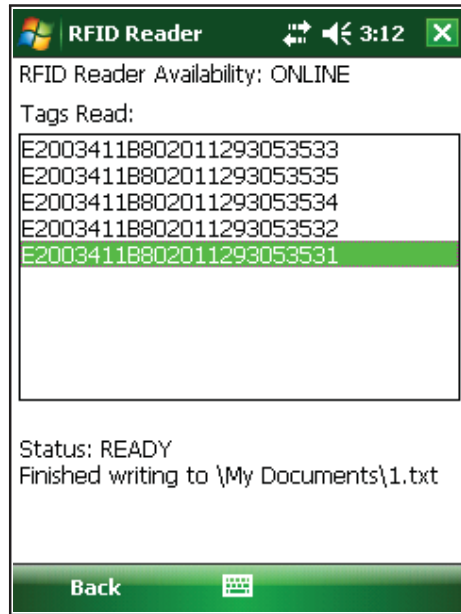 RFID Reader 3:12
RFID Reader Availability: ONLINE
Tags Read:
E2003411B802011293053533
E2003411B802011293053535
E2003411B802011293053534
E2003411B802011293053532
E2003411B802011293053531
Status: READY
Finished writing to \My Documents\1.txt
Back